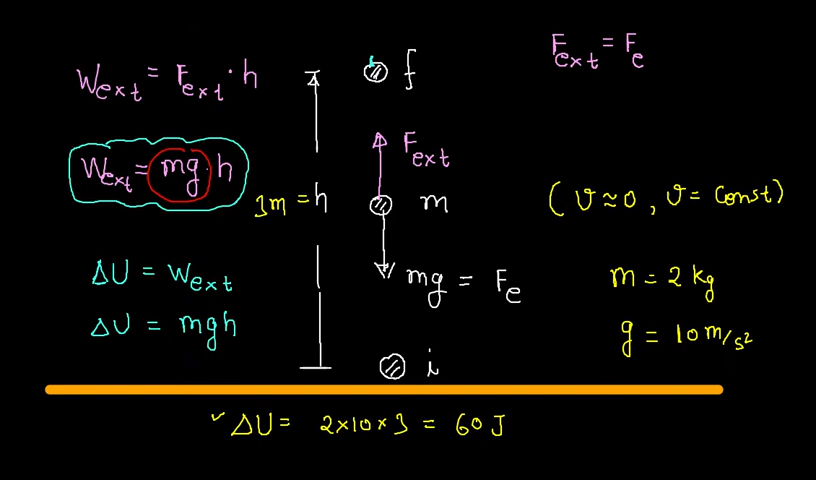 W_ext = F_ext · h
F_ext = F_e
f
F_ext
W_ext = mg · h
3m = h
m
(v ≈ 0, v = const)
mg = F_e
ΔU = W_ext
ΔU = mgh
m = 2 kg
g = 10 m/s²
i
ΔU = 2×10×3 = 60 J